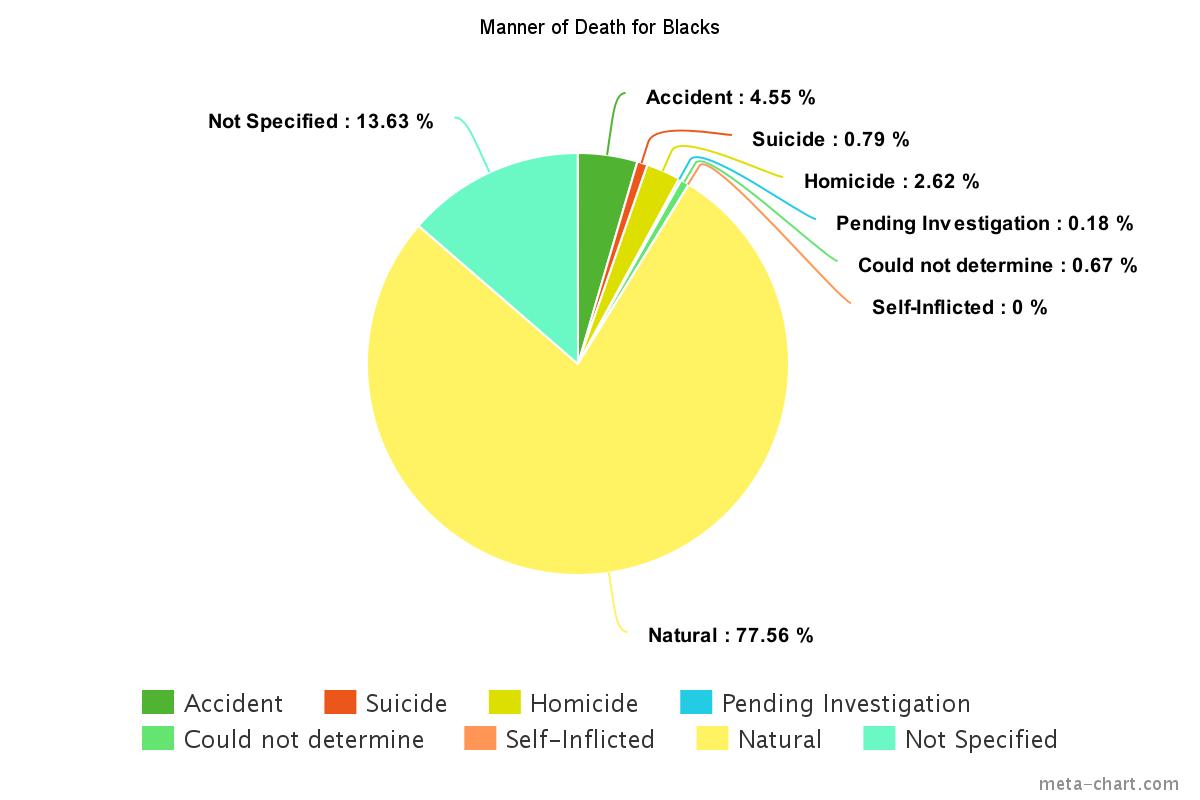 Manner of Death for Blacks
Accident : 4.55 %
Not Specified : 13.63 %
Suicide : 0.79 %
Homicide : 2.62 %
Pending Investigation : 0.18 %
Could not determine : 0.67 %
Self-Inflicted : 0 %
Natural : 77.56 %
Accident Suicide Homicide Pending Investigation
Could not determine Self-Inflicted Natural Not Specified
meta-chart.com